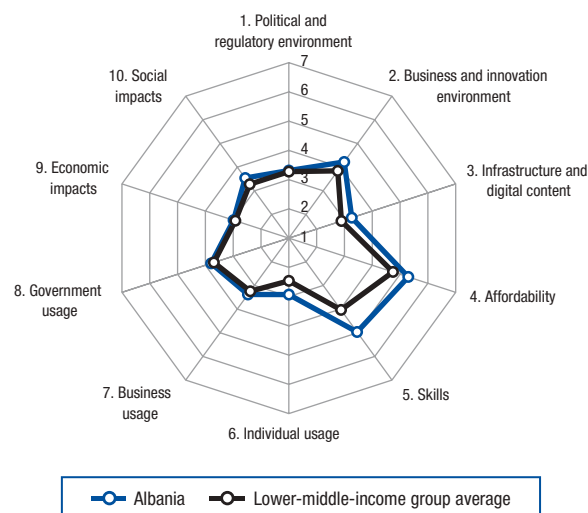 1. Political and
regulatory environment
7
10. Social
impacts
6
2. Business and innovation
environment
5
4
9. Economic
impacts
3
3. Infrastructure and
digital content
2
1
8. Government
usage
4. Affordability
7. Business
usage
5. Skills
6. Individual usage
Albania
Lower-middle-income group average